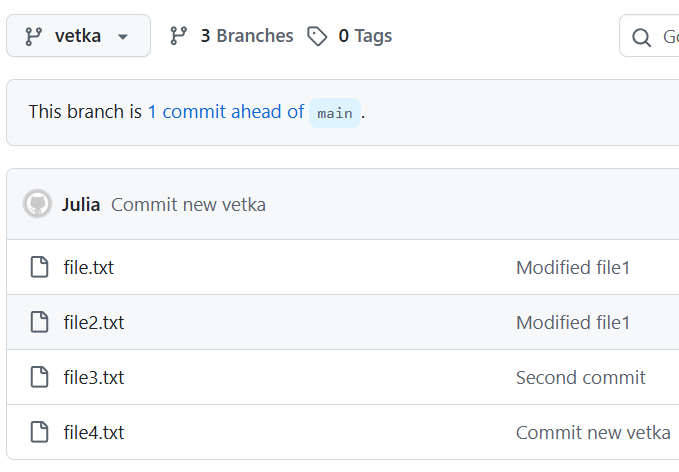 vetka 3 Branches 0 Tags
This branch is 1 commit ahead of main.
Julia Commit new vetka
file.txt Modified file1
file2.txt Modified file1
file3.txt Second commit
file4.txt Commit new vetka